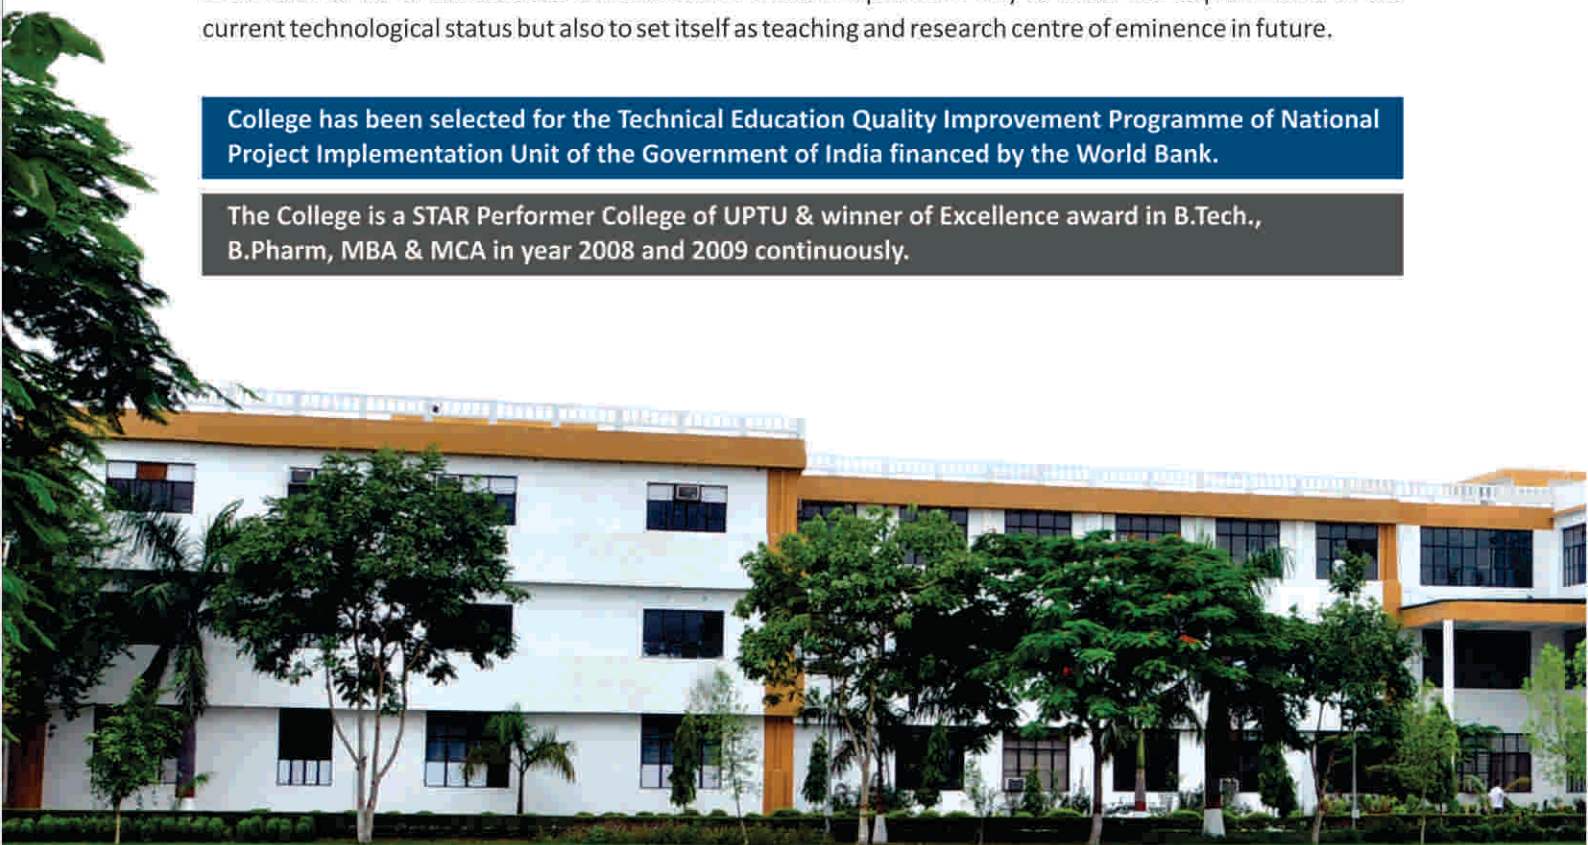 current technological status but also to set itself as teaching and research centre of eminence in future.
College has been selected for the Technical Education Quality Improvement Programme of National
Project Implementation Unit of the Government of India financed by the World Bank.
The College is a STAR Performer College of UPTU & winner of Excellence award in B.Tech.,
B.Pharm, MBA & MCA in year 2008 and 2009 continuously.